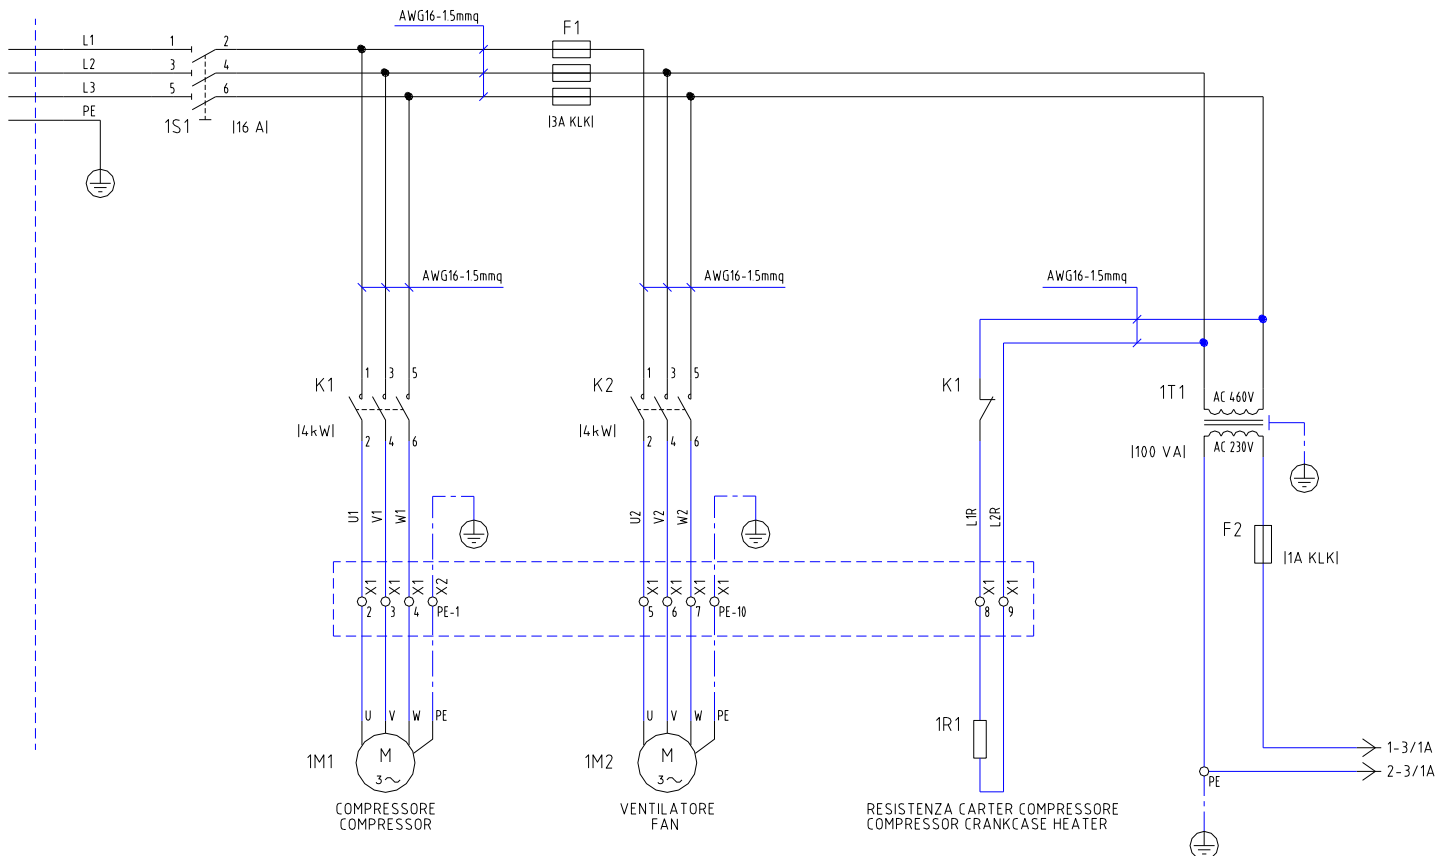 AWG16-1.5mmq
F1
L1 1 2
L2 3 4
L3 5 6
PE
1S1 |16 A|
|3A KLK|
AWG16-1.5mmq
AWG16-1.5mmq
AWG16-1.5mmq
1 3 5
1 3 5
K1
K2
K1
1T1
AC 460V
|4kW|
|4kW|
2 4 6
2 4 6
|100 VA|
AC 230V
U1
V1
W1
U2
V2
W2
L1R
L2R
F2
|1A KLK|
X1
X1
X1
X2
X1
X1
X1
X1
X1
X1
2 3 4 PE-1
5 6 7 PE-10
8 9
U V W PE
U V W PE
1R1
1M1
M
3~
1M2
M
3~
1-3/1A
2-3/1A
PE
COMPRESSORE
COMPRESSOR
VENTILATORE
FAN
RESISTENZA CARTER COMPRESSORE
COMPRESSOR CRANKCASE HEATER